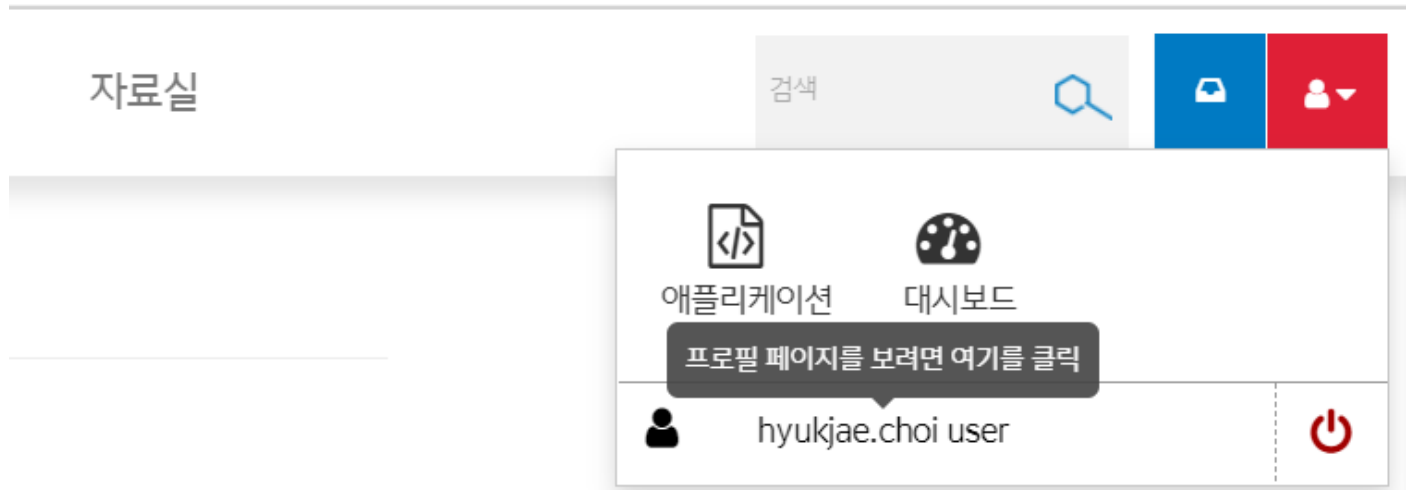 자료실
검색
애플리케이션 대시보드
프로필 페이지를 보려면 여기를 클릭
hyukjae.choi user